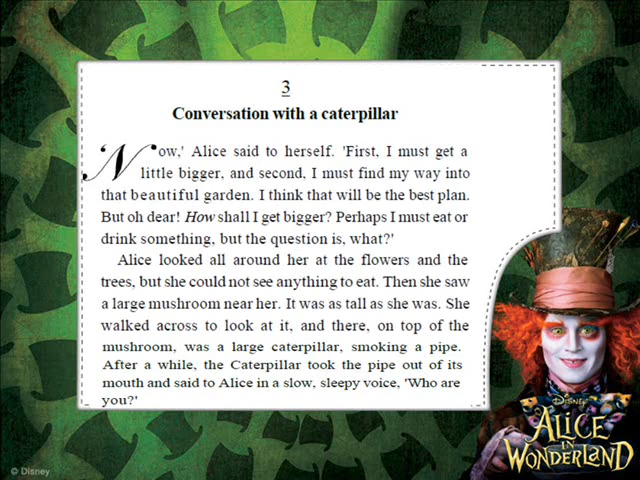 3
Conversation with a caterpillar
Now,' Alice said to herself. 'First, I must get a
little bigger, and second, I must find my way into
that beautiful garden. I think that will be the best plan.
But oh dear! How shall I get bigger? Perhaps I must eat or
drink something, but the question is, what?'
Alice looked all around her at the flowers and the
trees, but she could not see anything to eat. Then she saw
a large mushroom near her. It was as tall as she was. She
walked across to look at it, and there, on top of the
mushroom, was a large caterpillar, smoking a pipe.
After a while, the Caterpillar took the pipe out of its
mouth and said to Alice in a slow, sleepy voice, 'Who are
you?'
DISNEY
ALICE
IN
WONDERLAND
© Disney